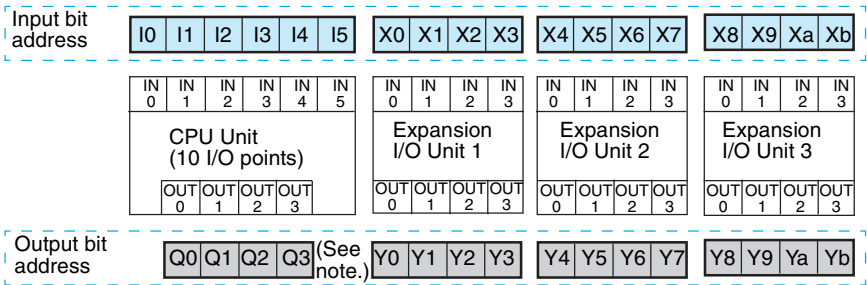 Input bit
address
I0 I1 I2 I3 I4 I5 X0 X1 X2 X3 X4 X5 X6 X7 X8 X9 Xa Xb
IN IN IN IN IN IN IN IN IN IN IN IN IN IN IN IN IN IN
0 1 2 3 4 5 0 1 2 3 0 1 2 3 0 1 2 3
CPU Unit
(10 I/O points)
Expansion
I/O Unit 1
Expansion
I/O Unit 2
Expansion
I/O Unit 3
OUT OUT OUT OUT OUT OUT OUT OUT OUT OUT OUT OUT OUT OUT OUT OUT
0 1 2 3 0 1 2 3 0 1 2 3 0 1 2 3
Output bit
address
Q0 Q1 Q2 Q3 (See
note.) Y0 Y1 Y2 Y3 Y4 Y5 Y6 Y7 Y8 Y9 Ya Yb